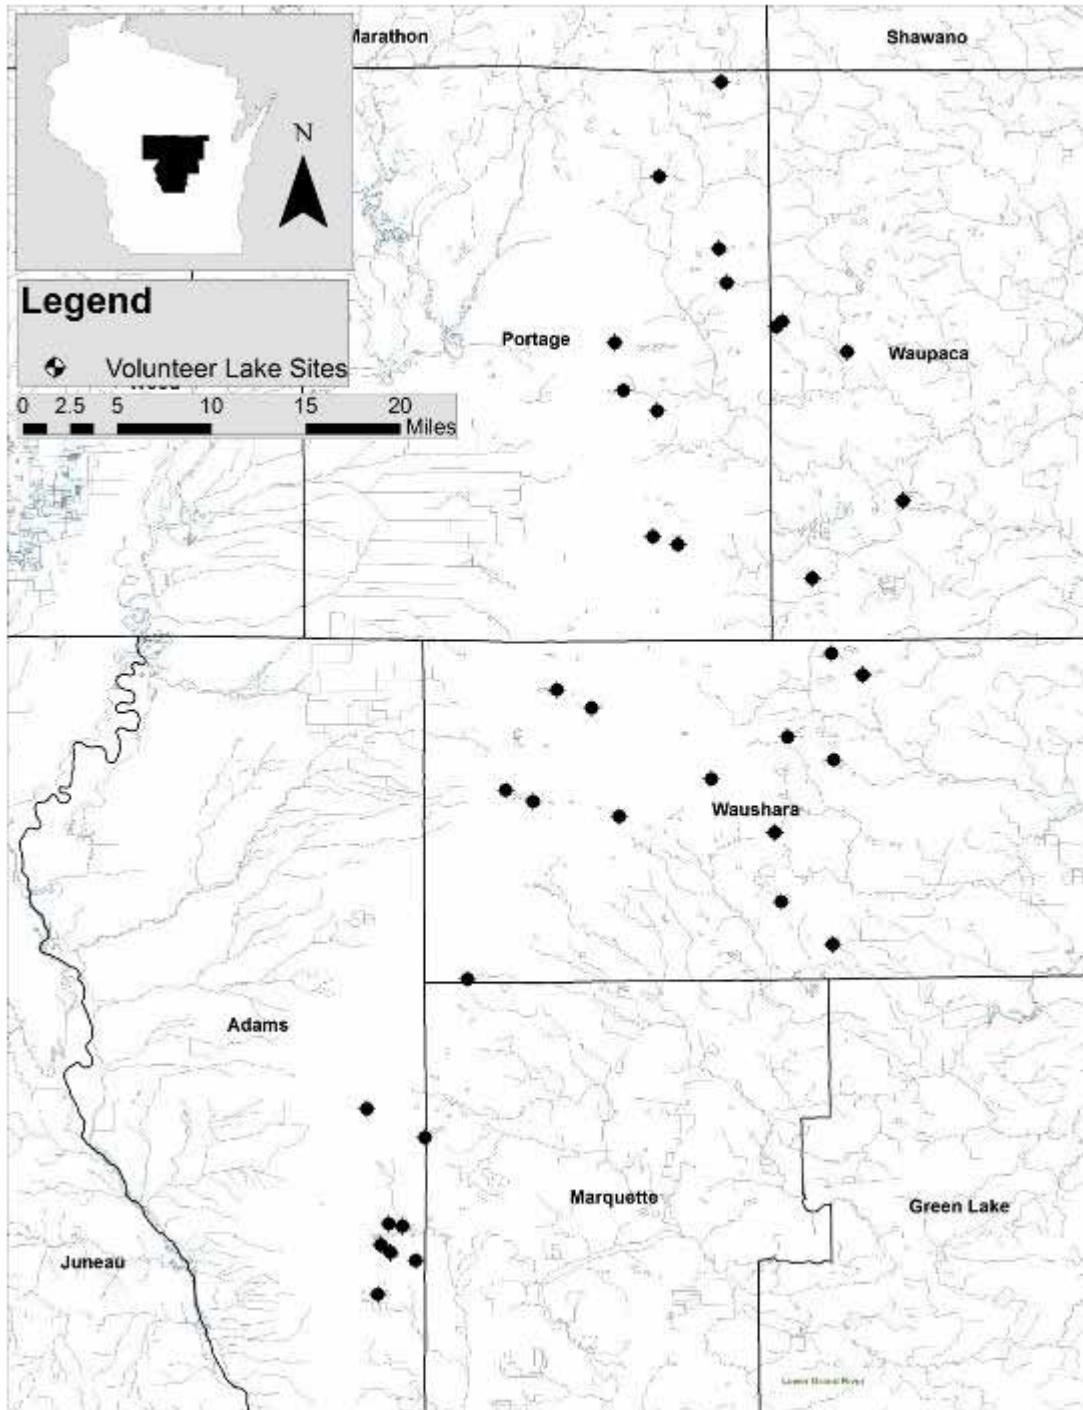 Marathon
Shawano
N
Legend
Volunteer Lake Sites
0 2.5 5 10 15 20
Miles
Portage
Waupaca
Waushara
Adams
Marquette
Green Lake
Juneau